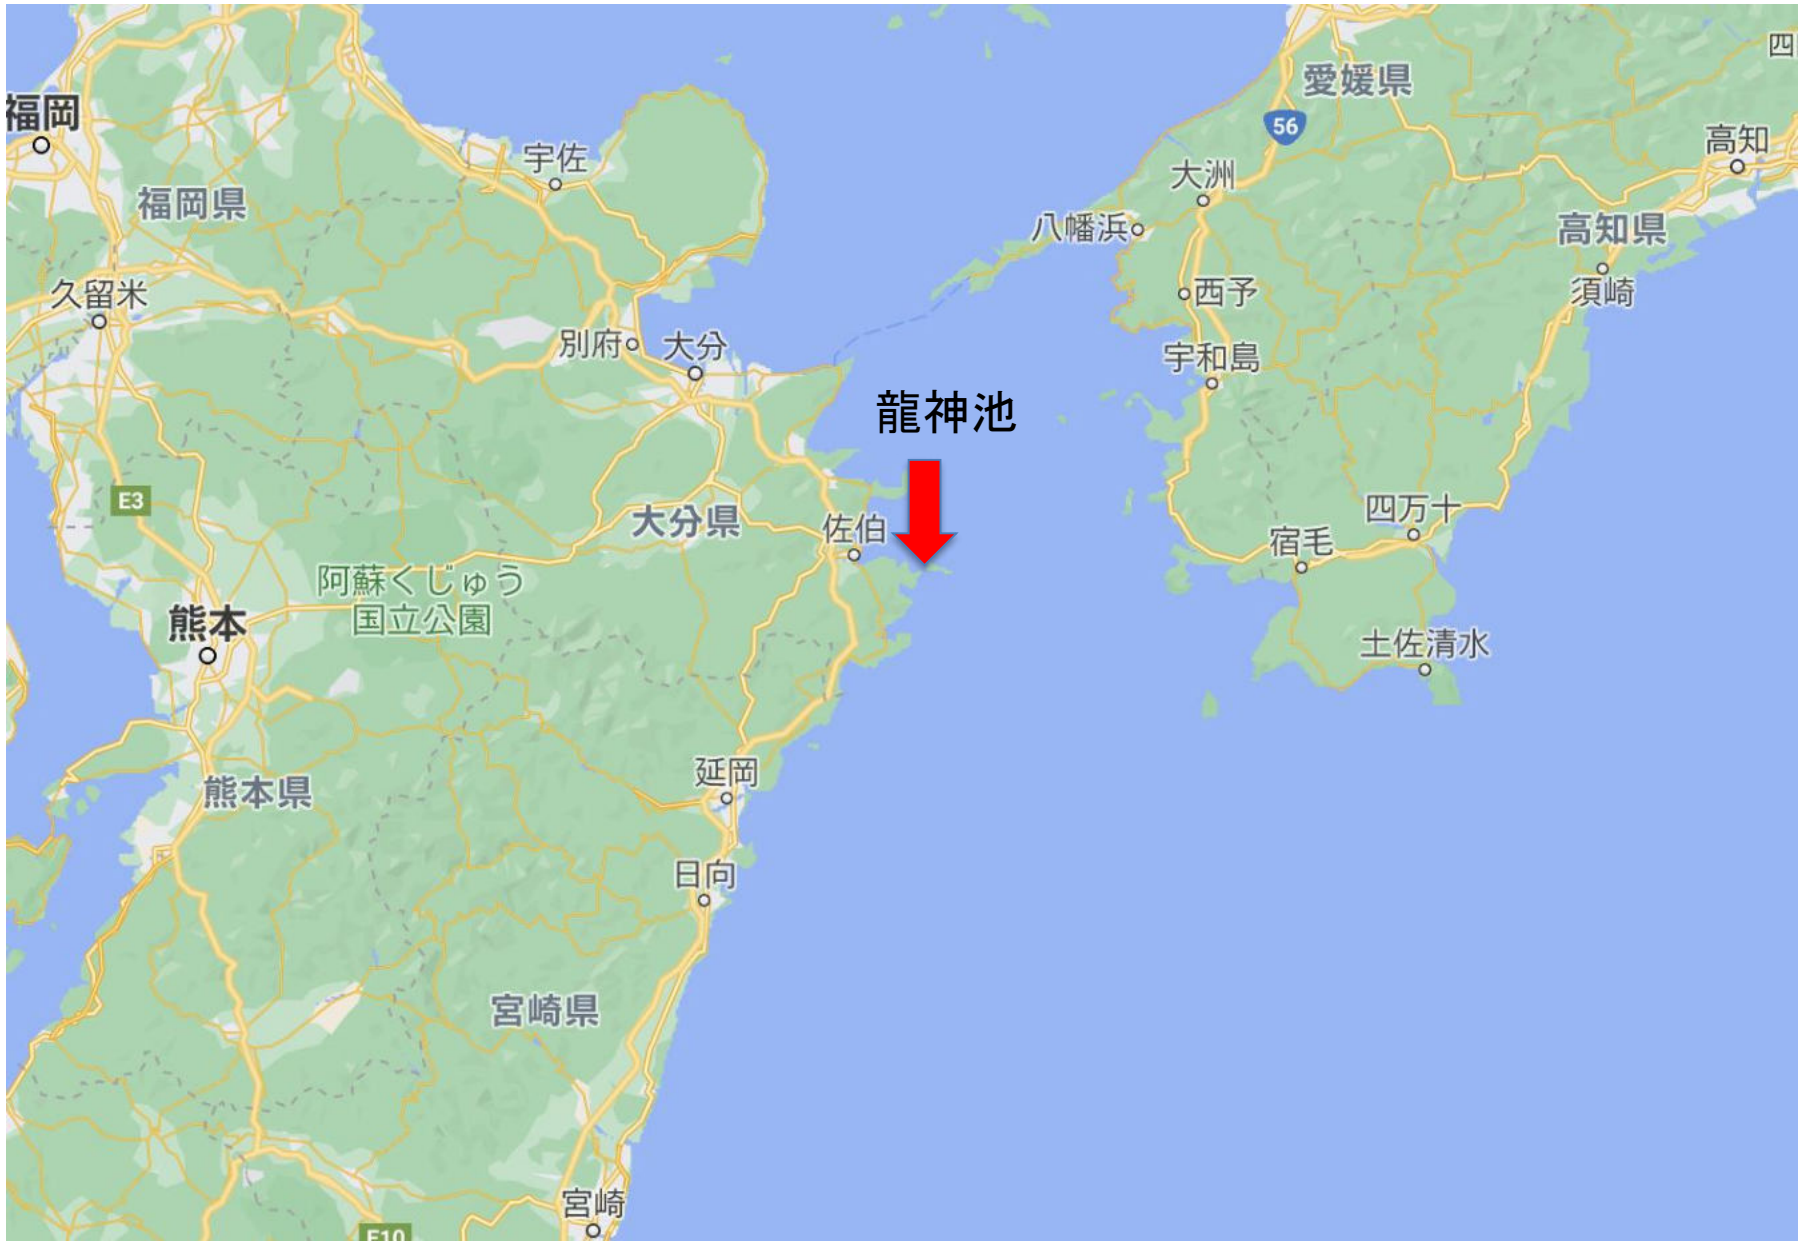 四
愛媛県
福岡
56
高知
宇佐
大洲
福岡県
八幡浜
高知県
久留米
西予
須崎
別府
大分
宇和島
龍神池
E3
大分県
佐伯
四万十
宿毛
阿蘇くじゅう
国立公園
熊本
土佐清水
延岡
熊本県
日向
宮崎県
宮崎
E10